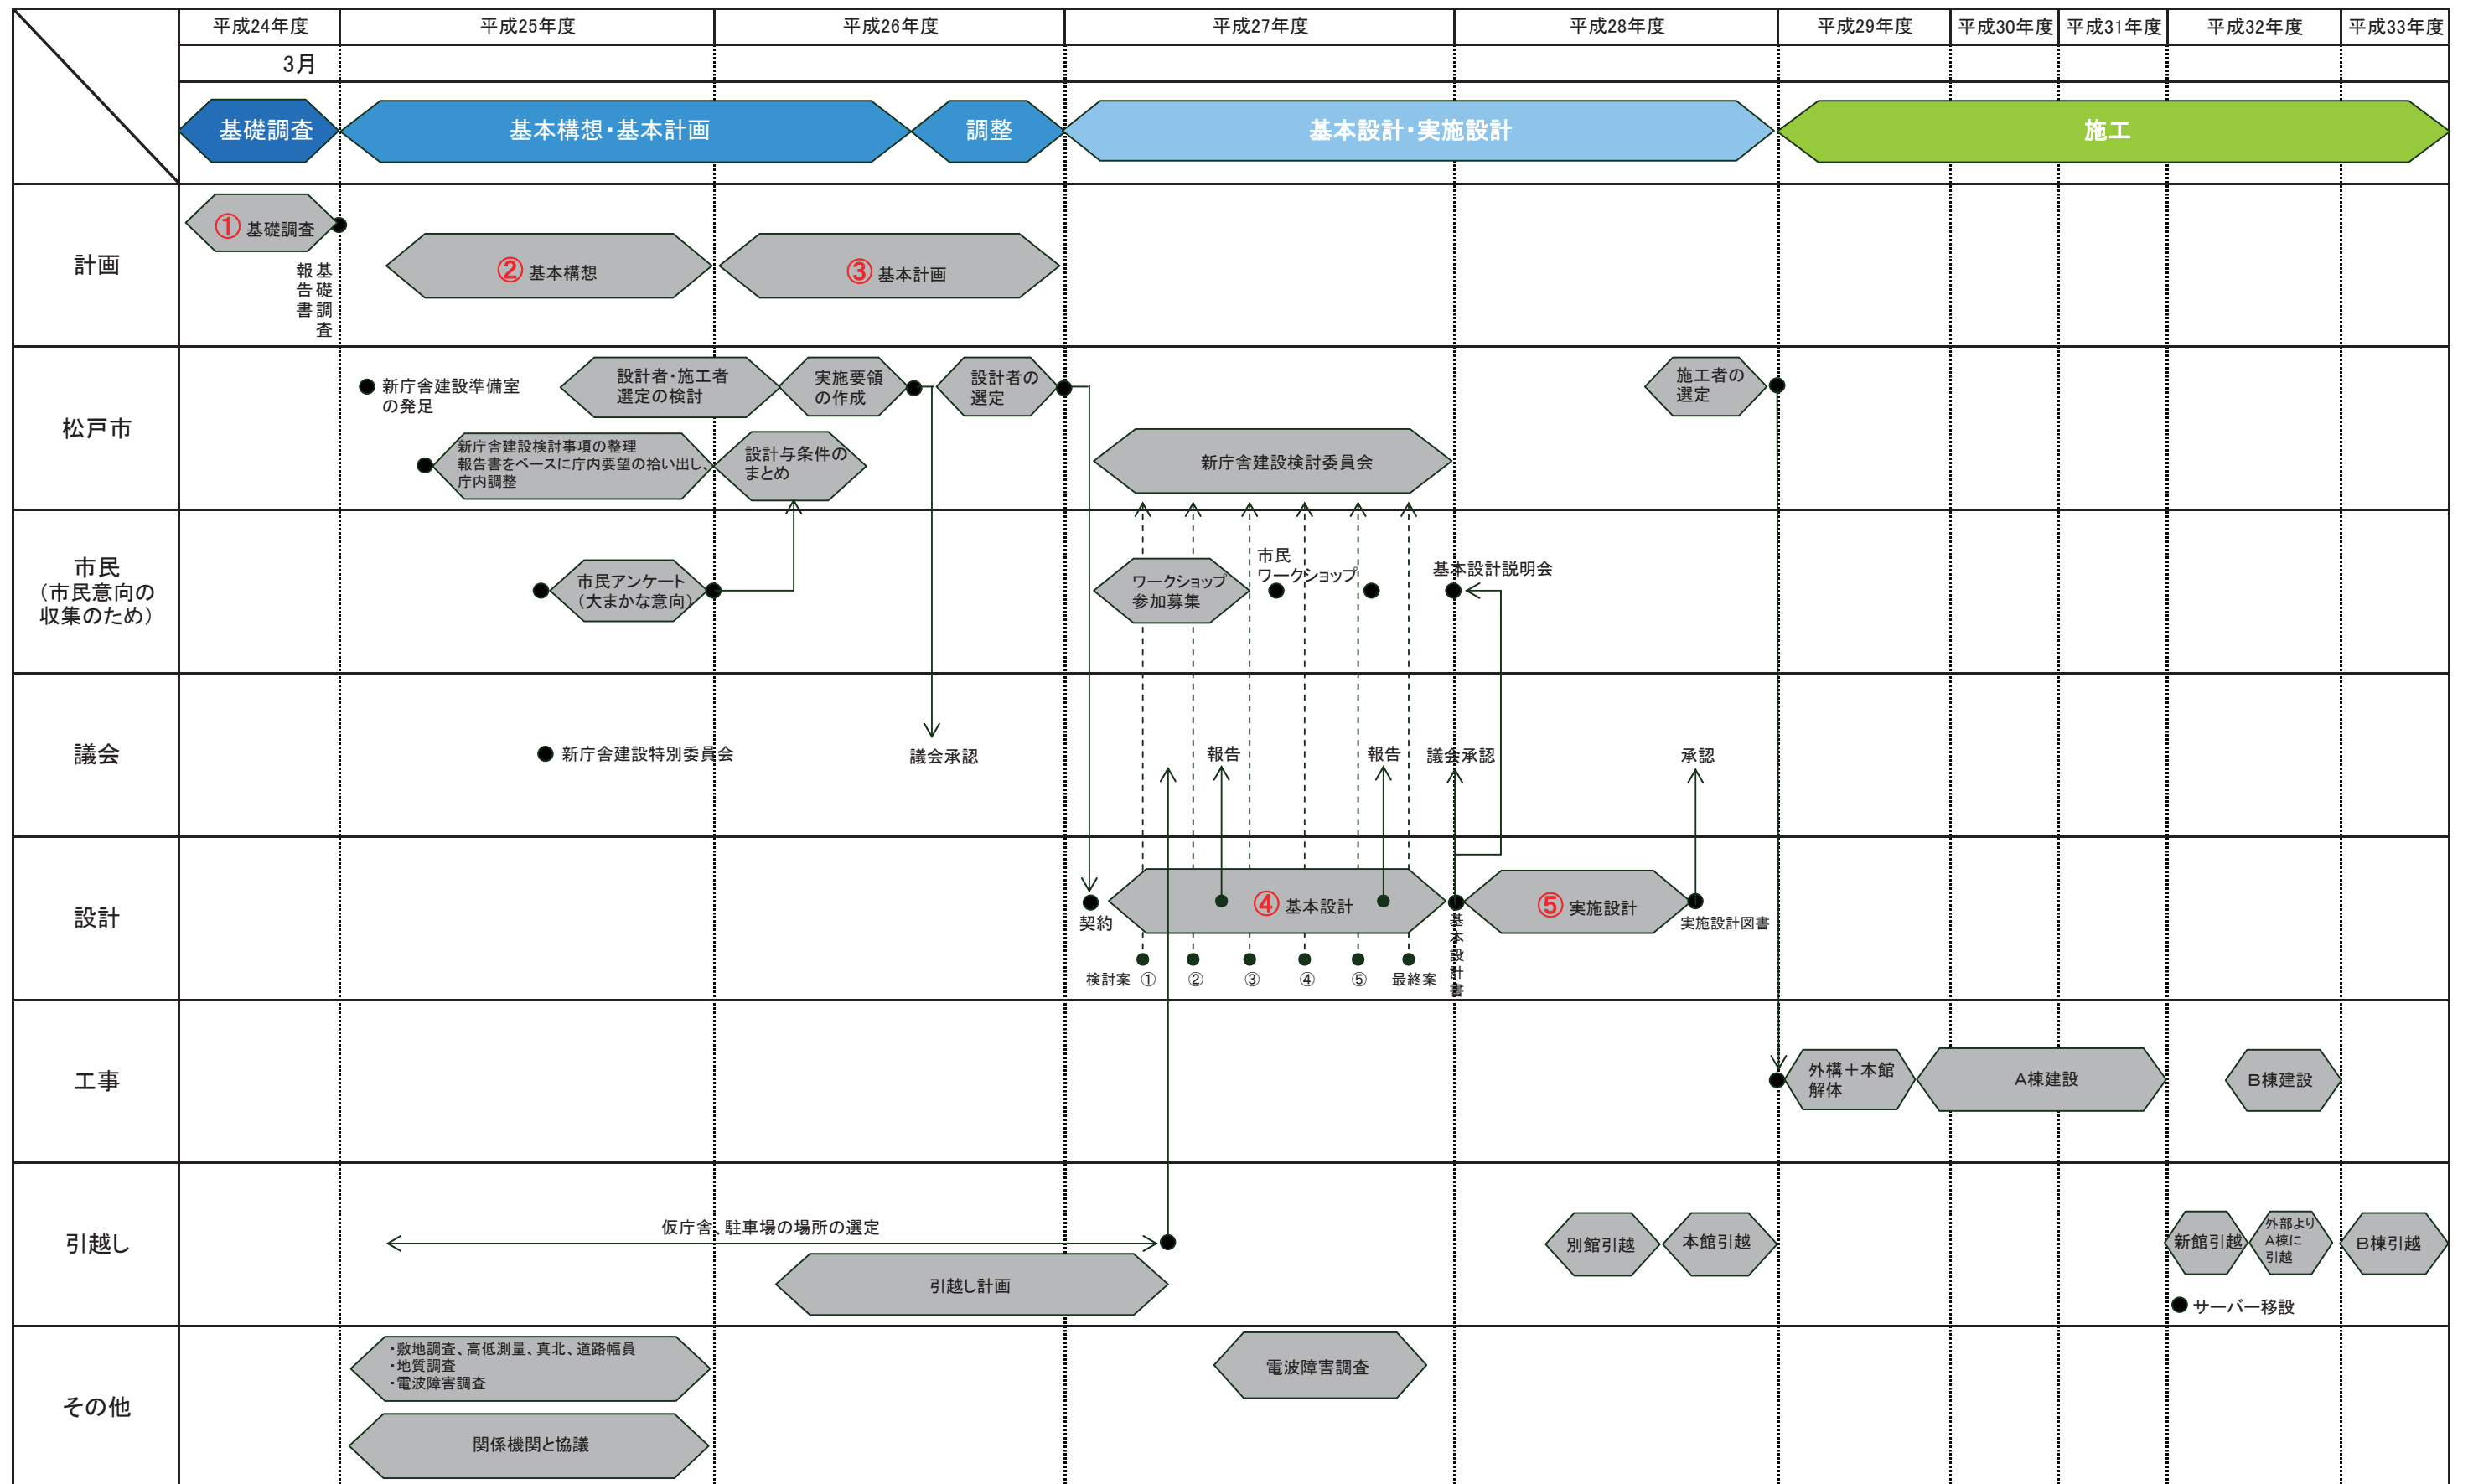 平成24年度
平成25年度
平成26年度
平成27年度
平成28年度
平成29年度
平成30年度
平成31年度
平成32年度
平成33年度
3月
基礎調査
基本構想・基本計画
調整
基本設計・実施設計
施工
計画
① 基礎調査
基礎調査
報告書
② 基本構想
③ 基本計画
松戸市
新庁舎建設準備室
の発足
設計者・施工者
選定の検討
実施要領
の作成
設計者の
選定
施工者の
選定
新庁舎建設検討事項の整理
報告書をベースに庁内要望の拾い出し、
庁内調整
設計与条件の
まとめ
新庁舎建設検討委員会
市民
（市民意向の
収集のため）
市民アンケート
（大まかな意向）
ワークショップ
参加募集
市民
ワークショップ
基本設計説明会
議会
新庁舎建設特別委員会
議会承認
報告
報告
議会承認
承認
設計
契約
④ 基本設計
基本設計書
⑤ 実施設計
実施設計図書
検討案 ①
②
③
④
⑤
最終案
工事
外構＋本館
解体
A棟建設
B棟建設
引越し
仮庁舎、駐車場の場所の選定
引越し計画
別館引越
本館引越
新館引越
外部より
A棟に
引越
B棟引越
サーバー移設
その他
・敷地調査、高低測量、真北、道路幅員
・地質調査
・電波障害調査
電波障害調査
関係機関と協議